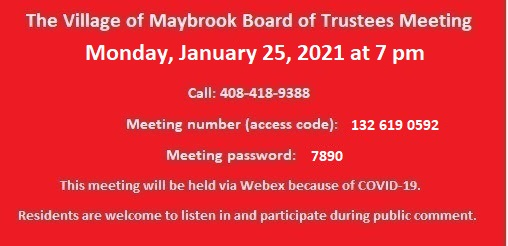 The Village of Maybrook Board of Trustees Meeting
Monday, January 25, 2021 at 7 pm
Call: 408-418-9388
Meeting number (access code): 132 619 0592
Meeting password: 7890
This meeting will be held via Webex because of COVID-19.
Residents are welcome to listen in and participate during public comment.